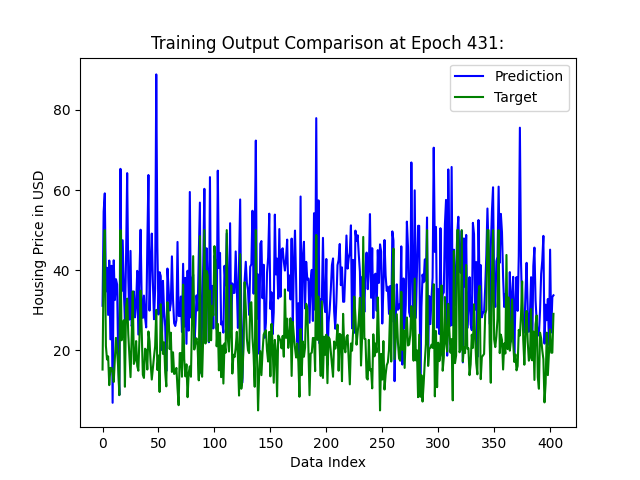 Training Output Comparison at Epoch 431:
Prediction
Target
Housing Price in USD
80
60
40
20
0
50
100
150
200
250
300
350
400
Data Index